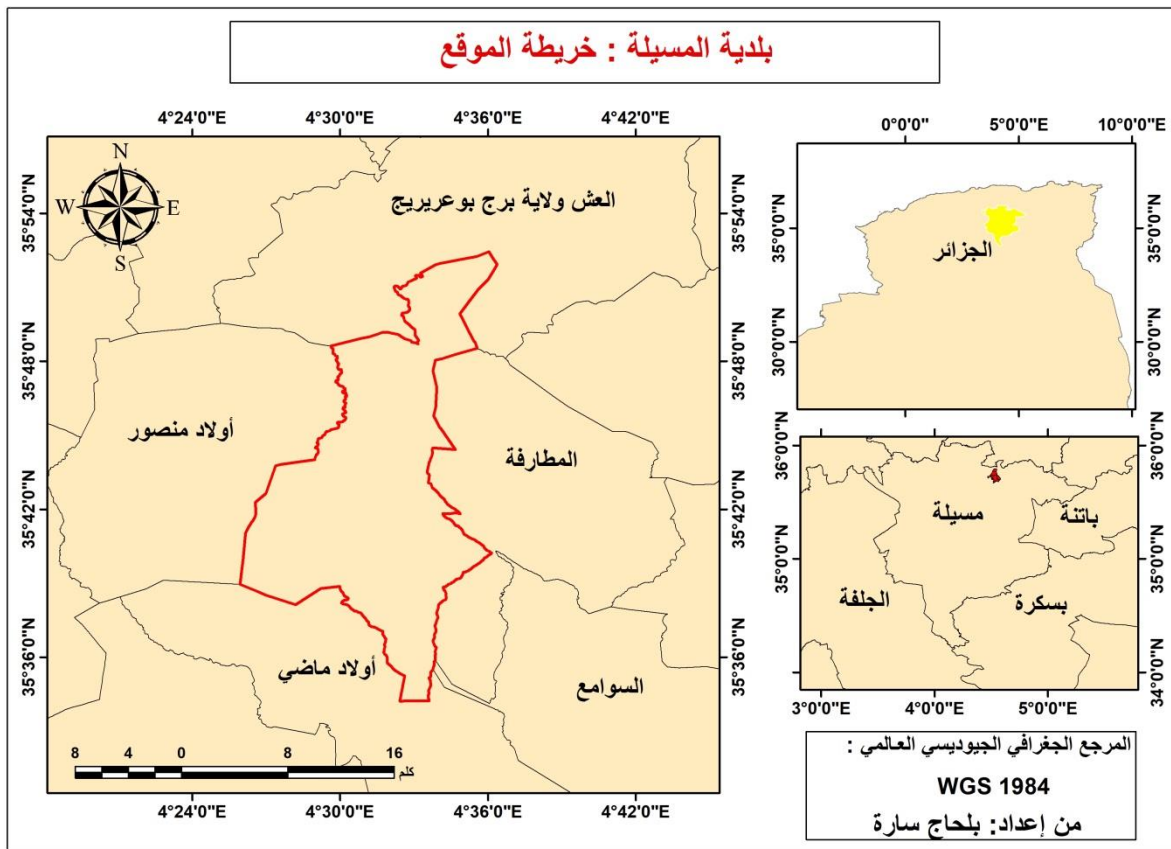 بلدية المسيلة : خريطة الموقع
4°24'0"E 4°30'0"E 4°36'0"E 4°42'0"E
N
W E
S
35°54'0"N 35°54'0"N
العش ولاية برج بوعريريج
35°48'0"N 35°48'0"N
أولاد منصور
المطارفة
35°42'0"N 35°42'0"N
35°36'0"N 35°36'0"N
أولاد ماضي
السوامع
8 4 0 8 16
كلم
4°24'0"E 4°30'0"E 4°36'0"E 4°42'0"E
0°0'0" 5°0'0"E 10°0'0"E
35°0'0"N 35°0'0"N
الجزائر
30°0'0"N 30°0'0"N
36°0'0"N 36°0'0"N
مسيلة
باتنة
35°0'0"N 35°0'0"N
الجلفة
بسكرة
34°0'0"N
3°0'0"E 4°0'0"E 5°0'0"E
المرجع الجغرافي الجيوديسي العالمي :
WGS 1984
من إعداد: بلحاج سارة